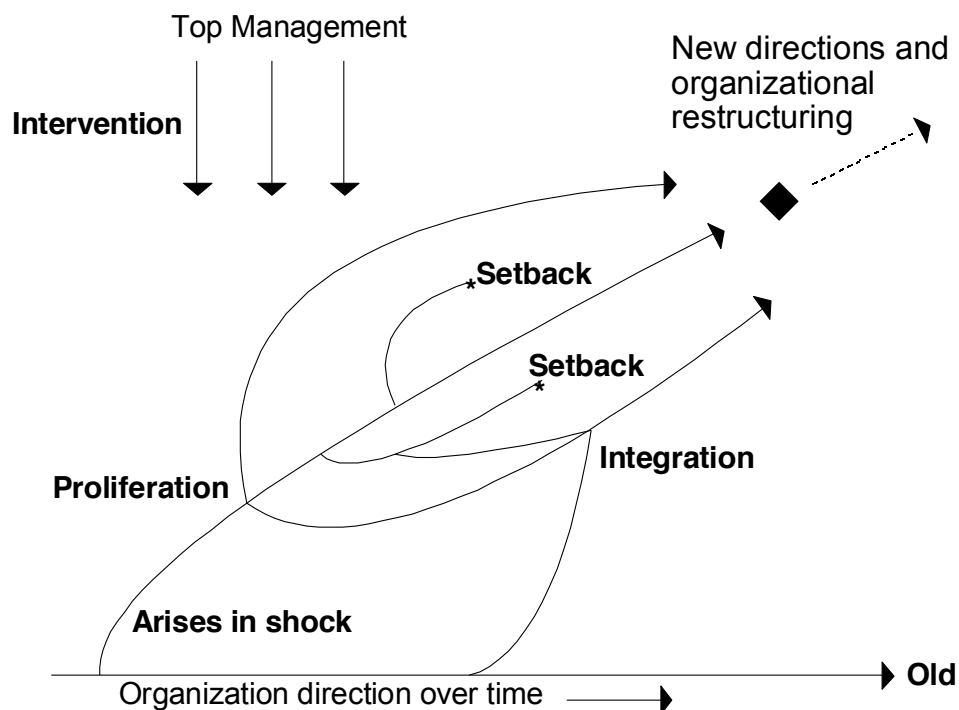 Top Management
New directions and
organizational
restructuring
Intervention
*Setback
Setback
*
Integration
Proliferation
Arises in shock
Old
Organization direction over time